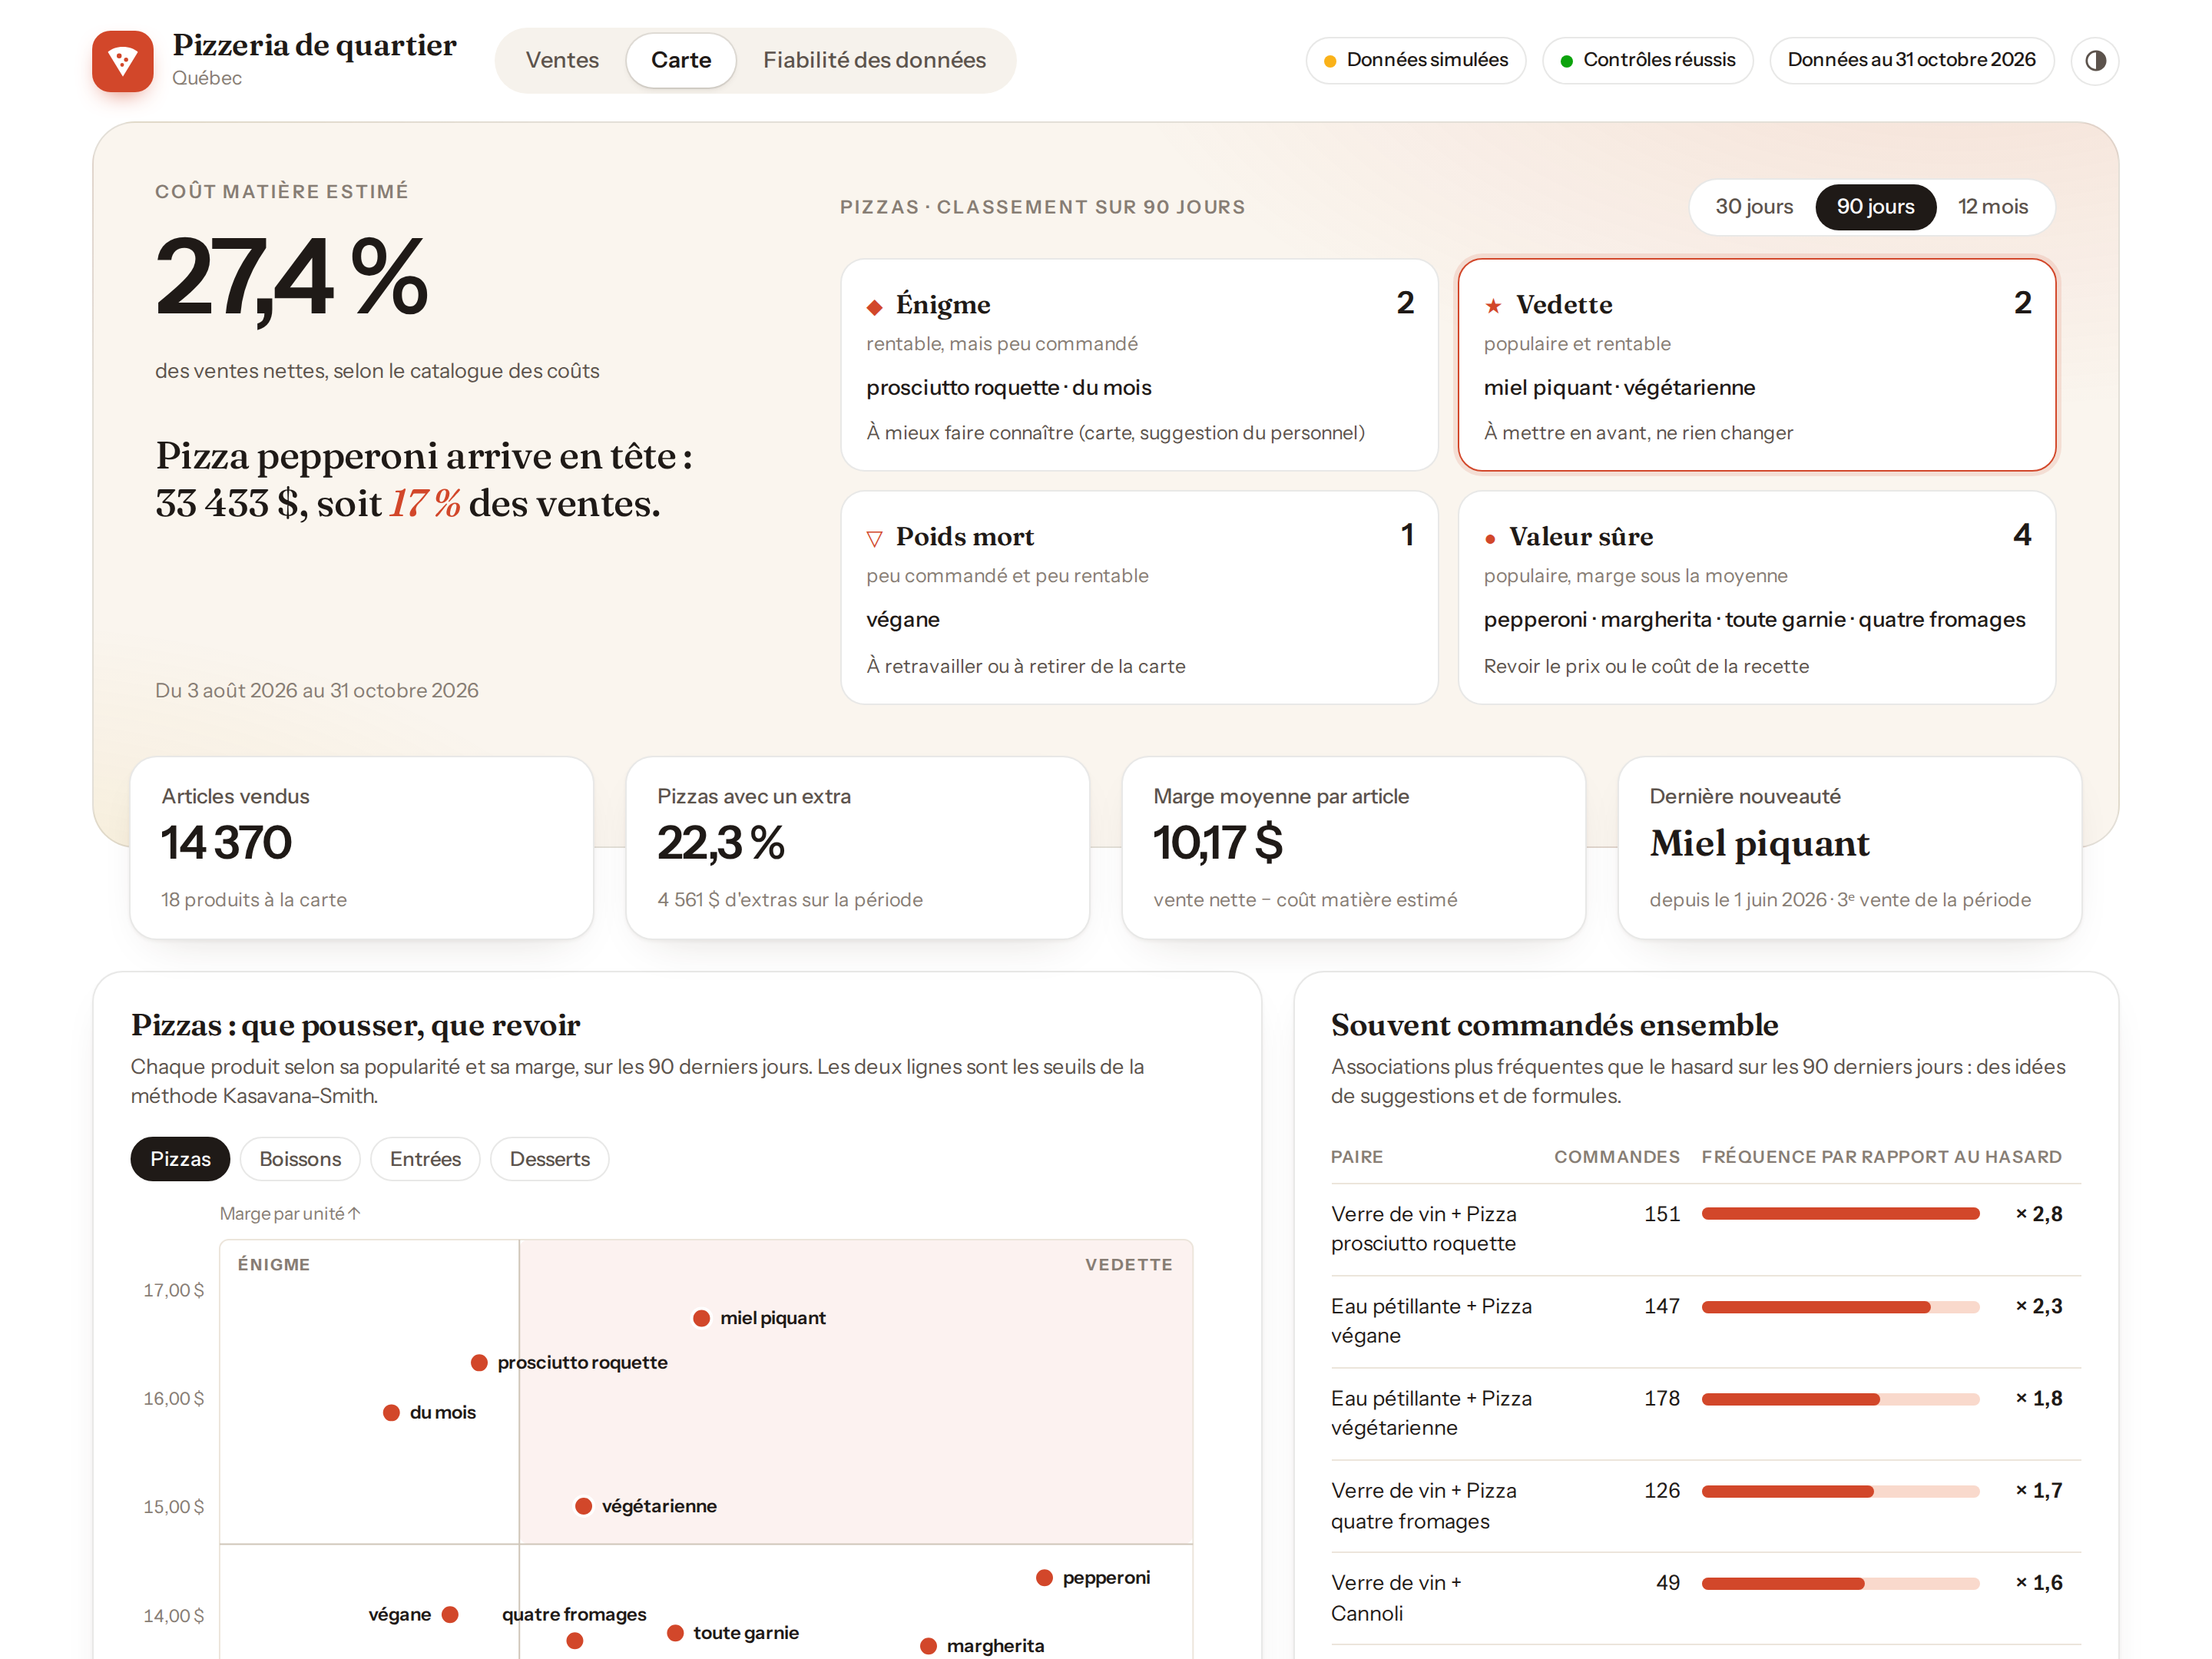 Pizzeria de quartier
Québec
Ventes
Carte
Fiabilité des données
Données simulées
Contrôles réussis
Données au 31 octobre 2026
COÛT MATIÈRE ESTIMÉ
27,4 %
des ventes nettes, selon le catalogue des coûts
Pizza pepperoni arrive en tête :
33 433 $, soit 17 % des ventes.
Du 3 août 2026 au 31 octobre 2026
PIZZAS · CLASSEMENT SUR 90 JOURS
30 jours
90 jours
12 mois
◆ Énigme 2
rentable, mais peu commandé
prosciutto roquette · du mois
À mieux faire connaître (carte, suggestion du personnel)
★ Vedette 2
populaire et rentable
miel piquant · végétarienne
À mettre en avant, ne rien changer
▽ Poids mort 1
peu commandé et peu rentable
végane
À retravailler ou à retirer de la carte
● Valeur sûre 4
populaire, marge sous la moyenne
pepperoni · margherita · toute garnie · quatre fromages
Revoir le prix ou le coût de la recette
Articles vendus
14 370
18 produits à la carte
Pizzas avec un extra
22,3 %
4 561 $ d'extras sur la période
Marge moyenne par article
10,17 $
vente nette − coût matière estimé
Dernière nouveauté
Miel piquant
depuis le 1 juin 2026 · 3ᵉ vente de la période
Pizzas : que pousser, que revoir
Chaque produit selon sa popularité et sa marge, sur les 90 derniers jours. Les deux lignes sont les seuils de la
méthode Kasavana-Smith.
Pizzas
Boissons
Entrées
Desserts
Marge par unité ↑
ÉNIGME
VEDETTE
17,00 $
miel piquant
prosciutto roquette
16,00 $
du mois
15,00 $
végétarienne
pepperoni
14,00 $
végane
quatre fromages
toute garnie
margherita
Souvent commandés ensemble
Associations plus fréquentes que le hasard sur les 90 derniers jours : des idées
de suggestions et de formules.
PAIRE COMMANDES FRÉQUENCE PAR RAPPORT AU HASARD
Verre de vin + Pizza 151 × 2,8
prosciutto roquette
Eau pétillante + Pizza 147 × 2,3
végane
Eau pétillante + Pizza 178 × 1,8
végétarienne
Verre de vin + Pizza 126 × 1,7
quatre fromages
Verre de vin + 49 × 1,6
Cannoli